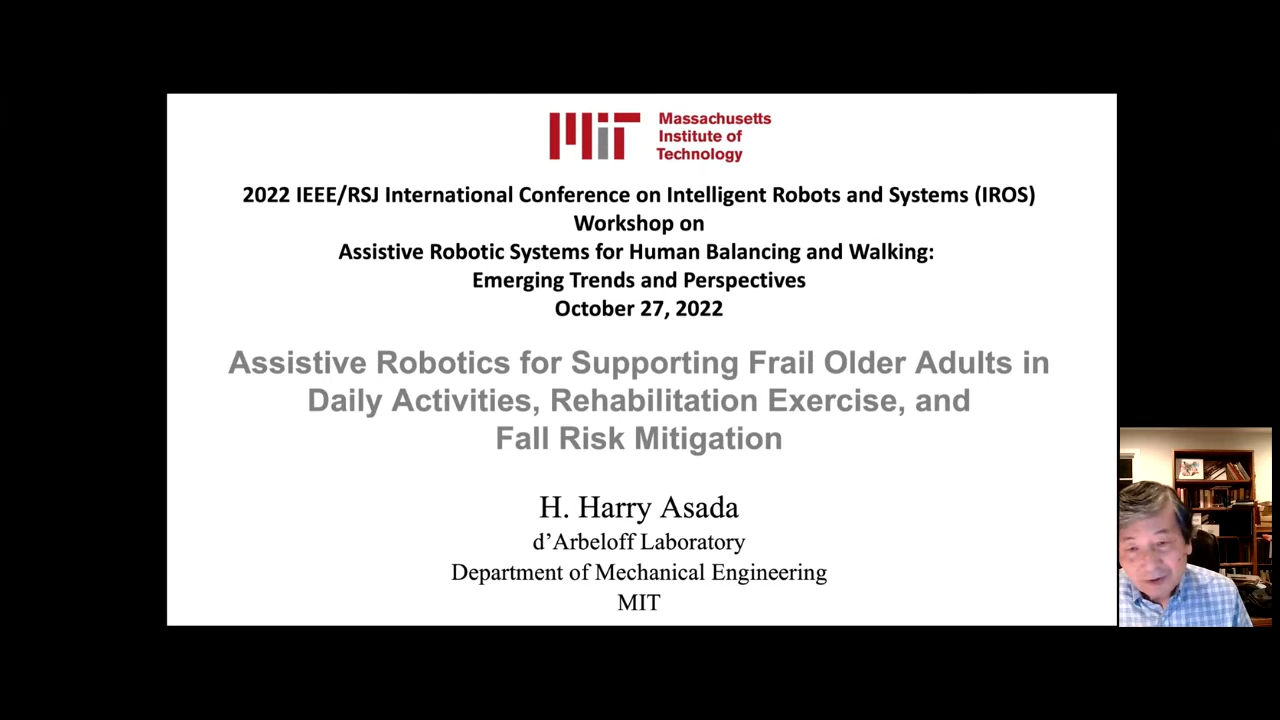 MIT
Massachusetts
Institute of
Technology
2022 IEEE/RSJ International Conference on Intelligent Robots and Systems (IROS)
Workshop on
Assistive Robotic Systems for Human Balancing and Walking:
Emerging Trends and Perspectives
October 27, 2022
Assistive Robotics for Supporting Frail Older Adults in
Daily Activities, Rehabilitation Exercise, and
Fall Risk Mitigation
H. Harry Asada
d’Arbeloff Laboratory
Department of Mechanical Engineering
MIT